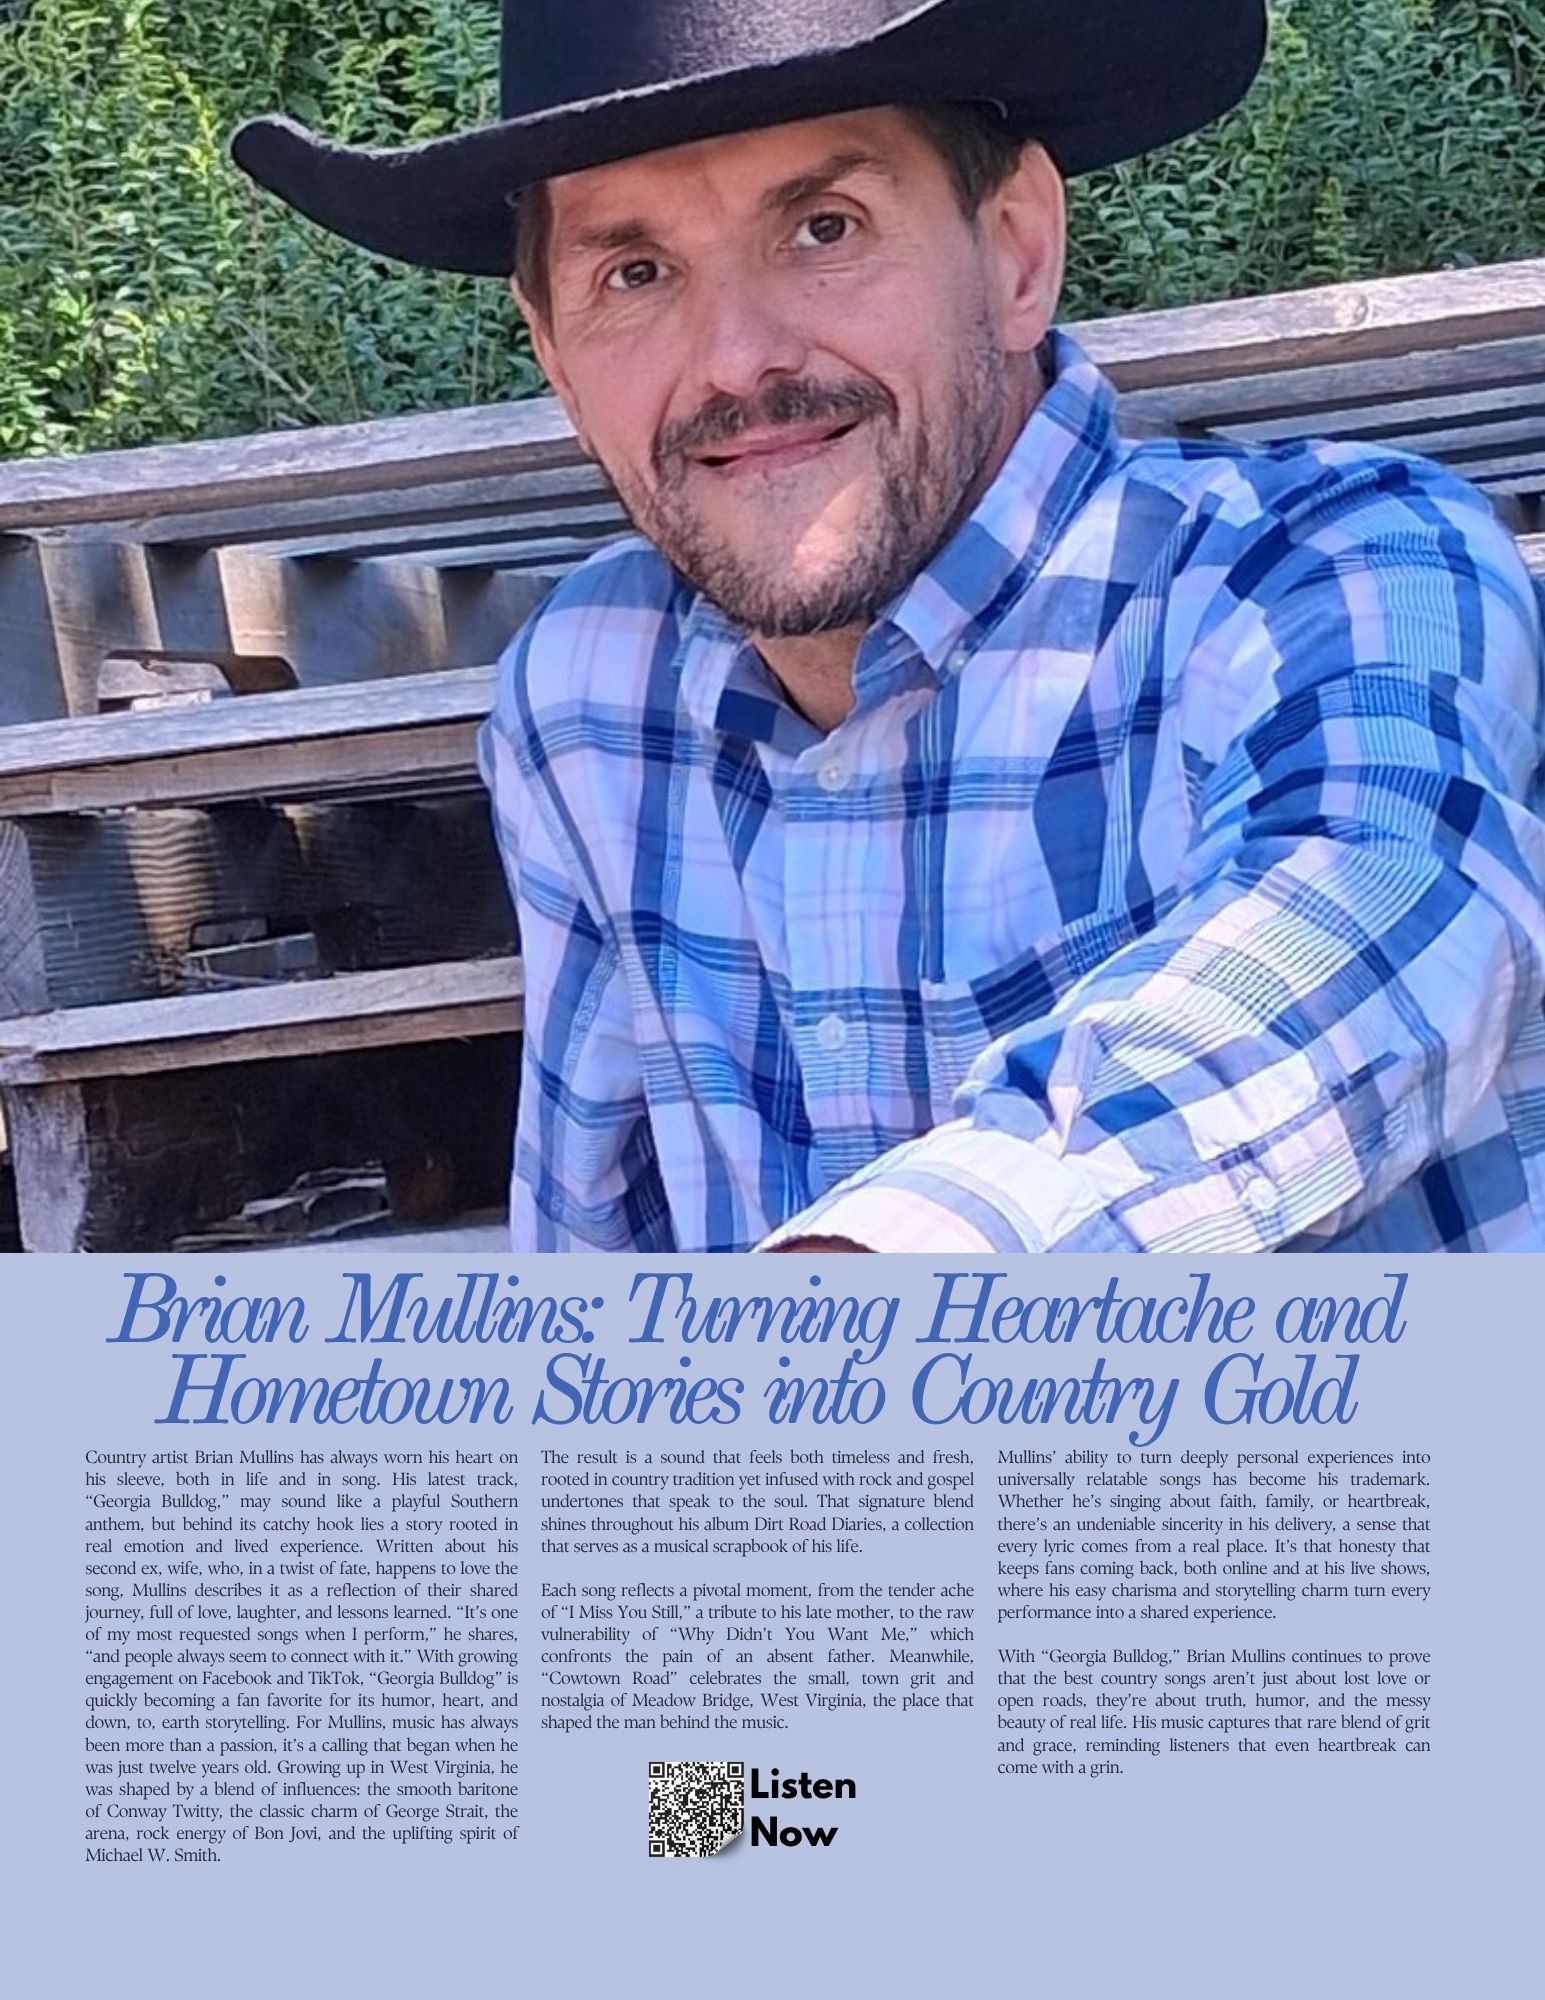 Brian Mullins: Turning Heartache and
Hometown Stories into Country Gold
Country artist Brian Mullins has always worn his heart on
his sleeve, both in life and in song. His latest track,
“Georgia Bulldog,” may sound like a playful Southern
anthem, but behind its catchy hook lies a story rooted in
real emotion and lived experience. Written about his
second ex, wife, who, in a twist of fate, happens to love the
song, Mullins describes it as a reflection of their shared
journey, full of love, laughter, and lessons learned. “It’s one
of my most requested songs when I perform,” he shares,
“and people always seem to connect with it.” With growing
engagement on Facebook and TikTok, “Georgia Bulldog” is
quickly becoming a fan favorite for its humor, heart, and
down, to, earth storytelling. For Mullins, music has always
been more than a passion, it’s a calling that began when he
was just twelve years old. Growing up in West Virginia, he
was shaped by a blend of influences: the smooth baritone
of Conway Twitty, the classic charm of George Strait, the
arena, rock energy of Bon Jovi, and the uplifting spirit of
Michael W. Smith.
The result is a sound that feels both timeless and fresh,
rooted in country tradition yet infused with rock and gospel
undertones that speak to the soul. That signature blend
shines throughout his album Dirt Road Diaries, a collection
that serves as a musical scrapbook of his life.
Each song reflects a pivotal moment, from the tender ache
of “I Miss You Still,” a tribute to his late mother, to the raw
vulnerability of “Why Didn’t You Want Me,” which
confronts the pain of an absent father. Meanwhile,
“Cowtown Road” celebrates the small, town grit and
nostalgia of Meadow Bridge, West Virginia, the place that
shaped the man behind the music.
Listen
Now
Mullins’ ability to turn deeply personal experiences into
universally relatable songs has become his trademark.
Whether he’s singing about faith, family, or heartbreak,
there’s an undeniable sincerity in his delivery, a sense that
every lyric comes from a real place. It’s that honesty that
keeps fans coming back, both online and at his live shows,
where his easy charisma and storytelling charm turn every
performance into a shared experience.
With “Georgia Bulldog,” Brian Mullins continues to prove
that the best country songs aren’t just about lost love or
open roads, they’re about truth, humor, and the messy
beauty of real life. His music captures that rare blend of grit
and grace, reminding listeners that even heartbreak can
come with a grin.